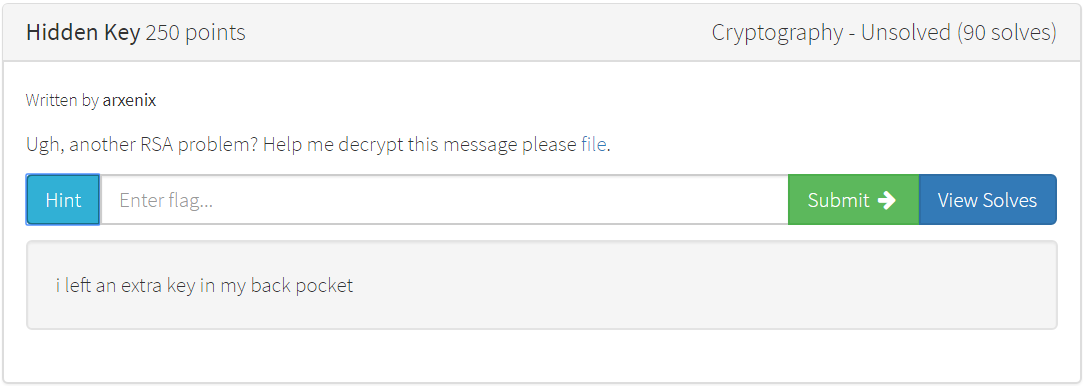 Hidden Key 250 points Cryptography - Unsolved (90 solves)
Written by arxenix
Ugh, another RSA problem? Help me decrypt this message please file.
Hint Enter flag... Submit View Solves
i left an extra key in my back pocket